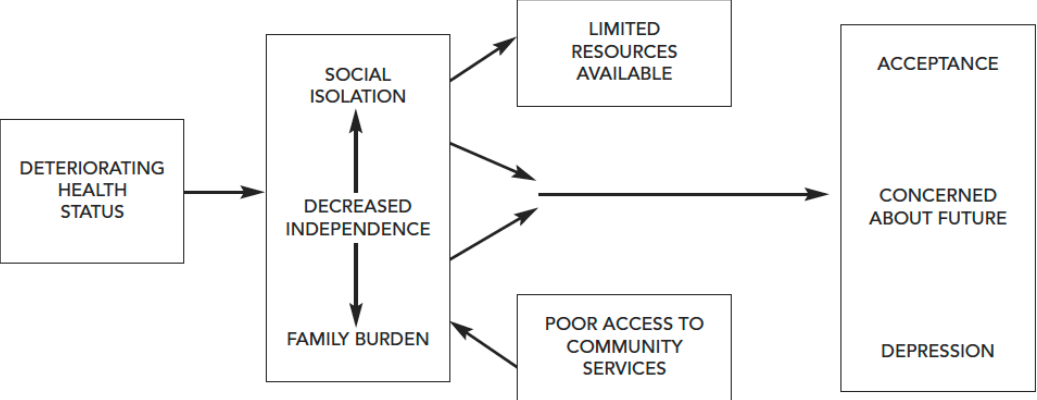 DETERIORATING
HEALTH
STATUS
SOCIAL
ISOLATION
DECREASED
INDEPENDENCE
FAMILY BURDEN
LIMITED
RESOURCES
AVAILABLE
POOR ACCESS TO
COMMUNITY
SERVICES
ACCEPTANCE
CONCERNED
ABOUT FUTURE
DEPRESSION